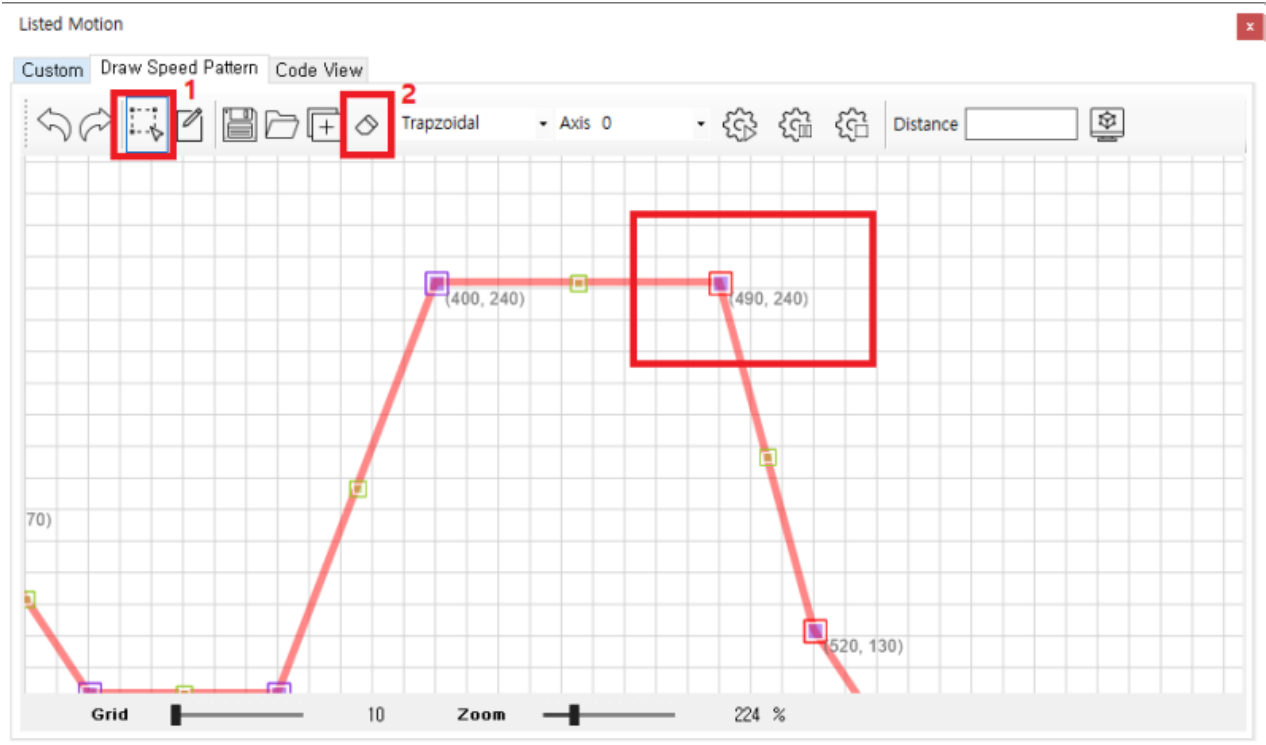 Listed Motion
x
Custom Draw Speed Pattern Code View
1
2
Trapzoidal Axis 0 Distance
(400, 240)
(490, 240)
70)
(520, 130)
Grid 10 Zoom 224 %